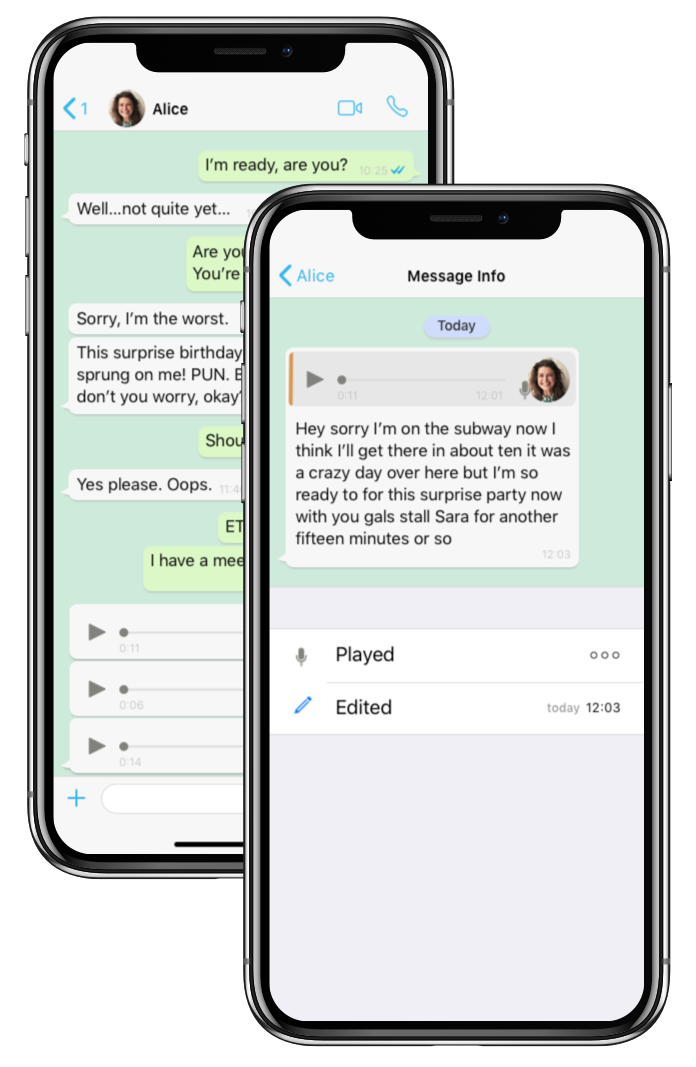 1
Alice
I'm ready, are you?
10:25
Well...not quite yet...
Are you
You're
Sorry, I'm the worst.
This surprise birthday
sprung on me! PUN.
don't you worry, okay
Yes please. Oops.
ET
I have a mee
0:11
0:06
0:14
Alice
Message Info
Today
0:11
12:01
Hey sorry I'm on the subway now I
think I'll get there in about ten it was
a crazy day over here but I'm so
ready to for this surprise party now
with you gals stall Sara for another
fifteen minutes or so
12:03
Played
Edited
today 12:03